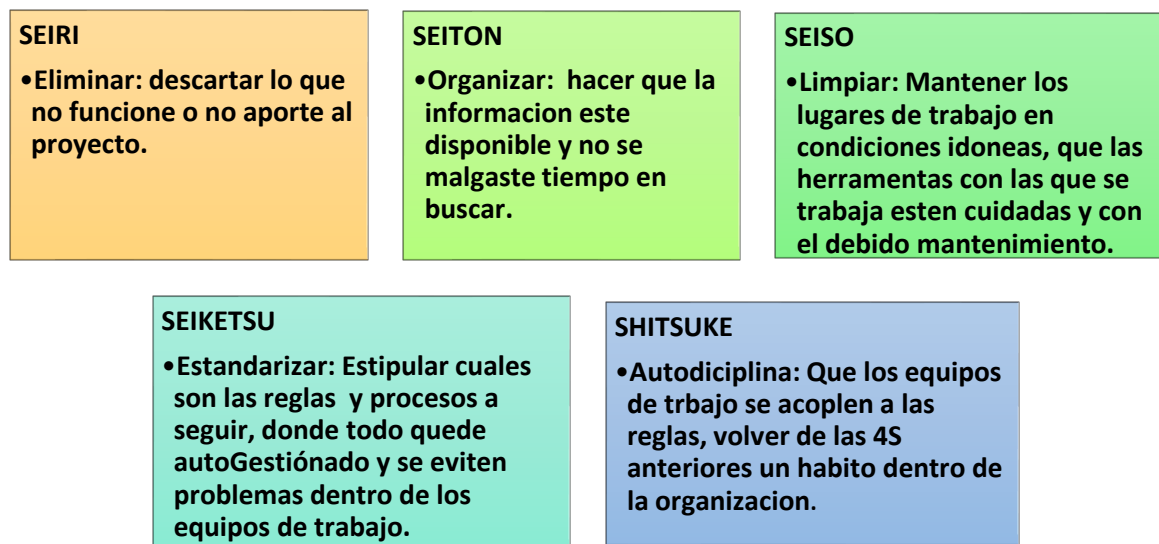 SEIRI
•Eliminar: descartar lo que
no funcione o no aporte al
proyecto.
SEITON
•Organizar: hacer que la
informacion este
disponible y no se
malgaste tiempo en
buscar.
SEISO
•Limpiar: Mantener los
lugares de trabajo en
condiciones idoneas, que las
herramentas con las que se
trabaja esten cuidadas y con
el debido mantenimiento.
SEIKETSU
•Estandarizar: Estipular cuales
son las reglas y procesos a
seguir, donde todo quede
autoGestiónado y se eviten
problemas dentro de los
equipos de trabajo.
SHITSUKE
•Autodiciplina: Que los equipos
de trbajo se acoplen a las
reglas, volver de las 4S
anteriores un habito dentro de
la organizacion.